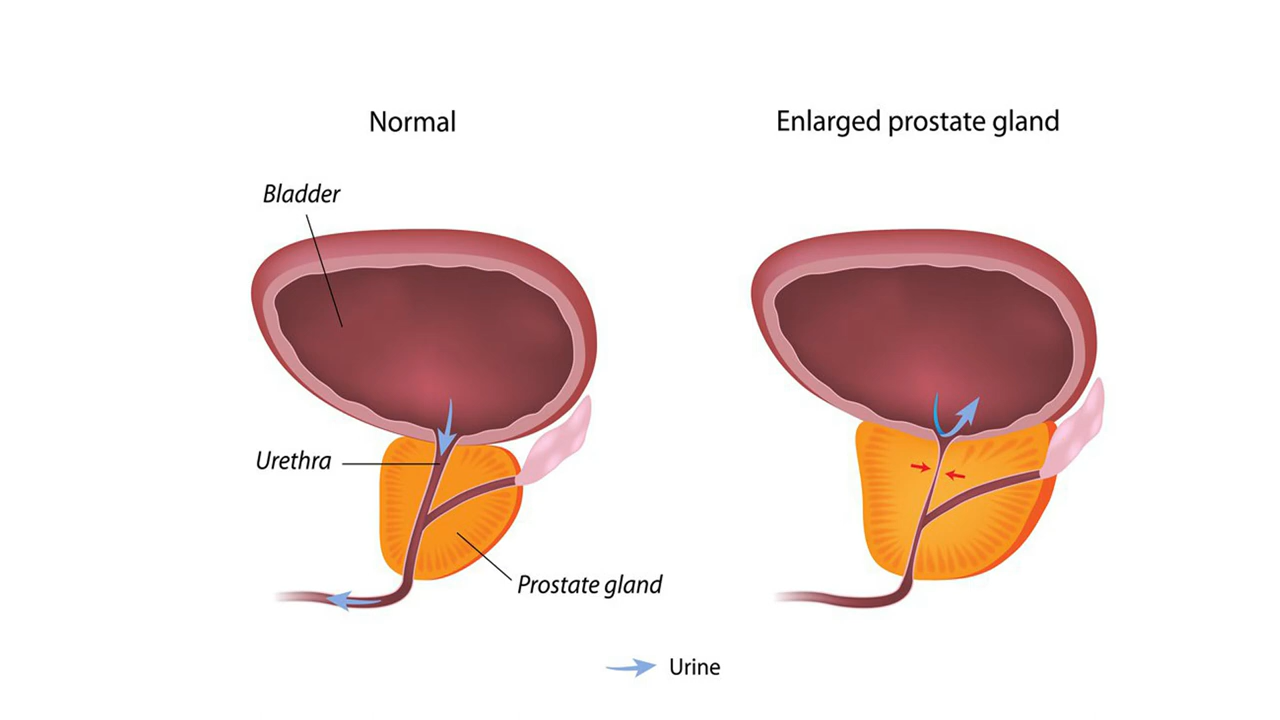 Normal
Enlarged prostate gland
Bladder
Urethra
Prostate gland
Urine